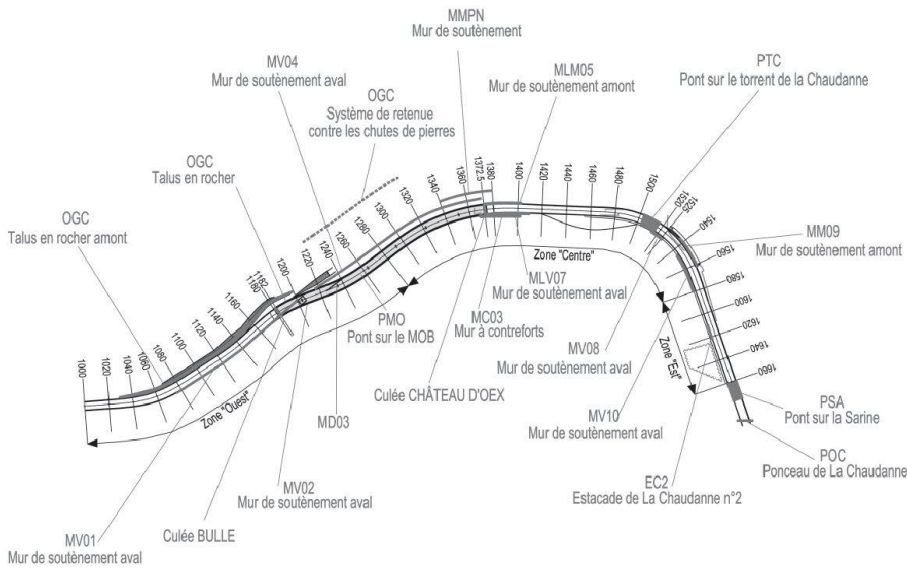 MMPN
Mur de soutènement
MV04
Mur de soutènement aval
MLM05
Mur de soutènement amont
PTC
Pont sur le torrent de la Chaudanne
OGC
Système de retenue
contre les chutes de pierres
OGC
Talus en rocher
OGC
Talus en rocher amont
MM09
Mur de soutènement amont
1000
1020
1040
1060
1080
1100
1120
1140
1160
1180
1182
1200
1220
1240
1260
1280
1300
1320
1340
1360
1372.5
1380
1400
1420
1440
1460
1480
1500
1520
1525
1540
1560
1580
1600
1620
1640
1660
Zone "Ouest"
Zone "Centre"
Zone "Est"
MLV07
Mur de soutènement aval
MC03
Mur à contreforts
PMO
Pont sur le MOB
MV08
Mur de soutènement aval
Culée CHÂTEAU D'OEX
MD03
MV10
Mur de soutènement aval
PSA
Pont sur la Sarine
POC
Ponceau de La Chaudanne
EC2
Estacade de La Chaudanne n°2
MV02
Mur de soutènement aval
Culée BULLE
MV01
Mur de soutènement aval